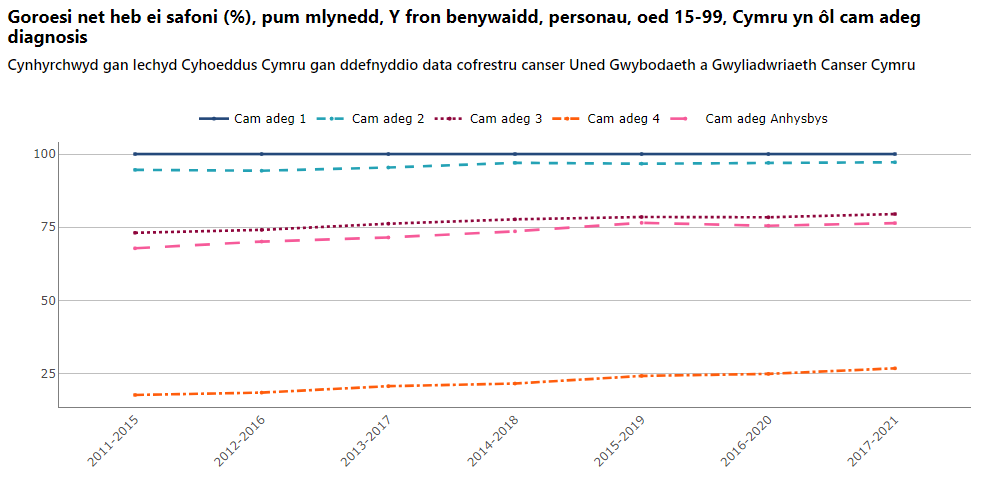 Goroesi net heb ei safoni (%), pum mlynedd, Y fron benywaidd, personau, oed 15-99, Cymru yn ôl cam adeg
diagnosis
Cynhyrchwyd gan Iechyd Cyhoeddus Cymru gan ddefnyddio data cofrestru canser Uned Gwybodaeth a Gwyliadwriaeth Canser Cymru
Cam adeg 1 Cam adeg 2 Cam adeg 3 Cam adeg 4 Cam adeg Anhysbys
100
75
50
25
2011-2015 2012-2016 2013-2017 2014-2018 2015-2019 2016-2020 2017-2021